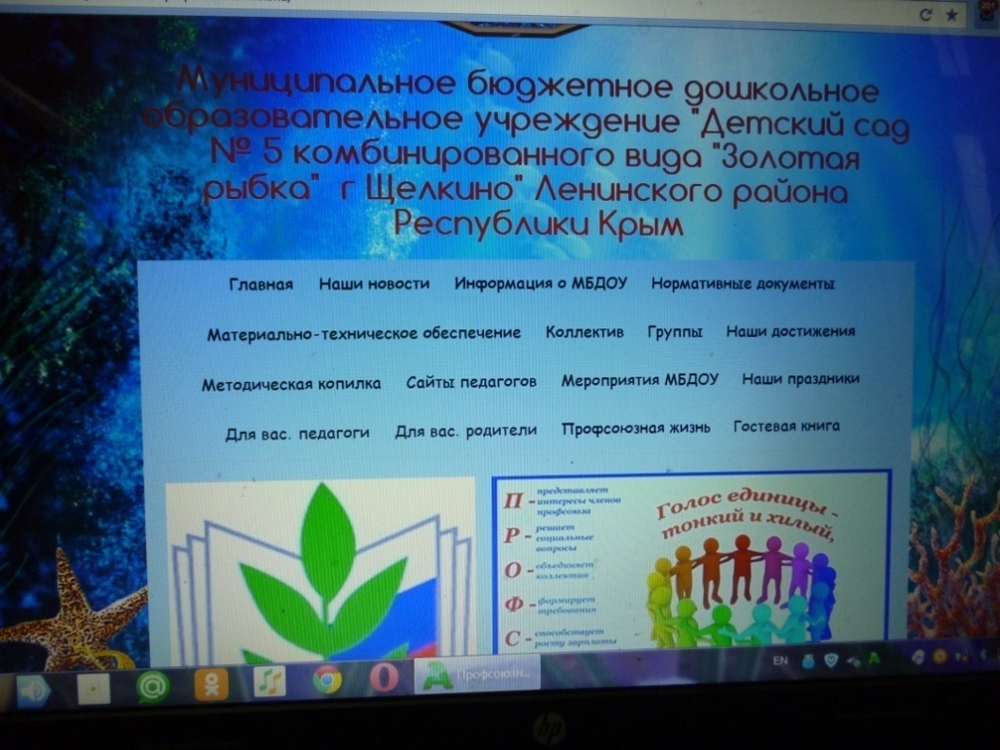 Муниципальное бюджетное дошкольное
образовательное учреждение "Детский сад
№ 5 комбинированного вида "Золотая
рыбка" г Щелкино" Ленинского района
Республики Крым
Главная Наши новости Информация о МБДОУ Нормативные документы
Материально-техническое обеспечение Коллектив Группы Наши достижения
Методическая копилка Сайты педагогов Мероприятия МБДОУ Наши праздники
Для вас. педагоги Для вас. родители Профсоюзная жизнь Гостевая книга
П - представляет
интересы членов
профсоюза
Р - решает
социальные
вопросы
О - объединяет
коллектив
Ф - формирует
требования
С - способствует
росту зарплаты
Голос единицы -
тонкий и хилый,
Профсоюзн...
EN
hp